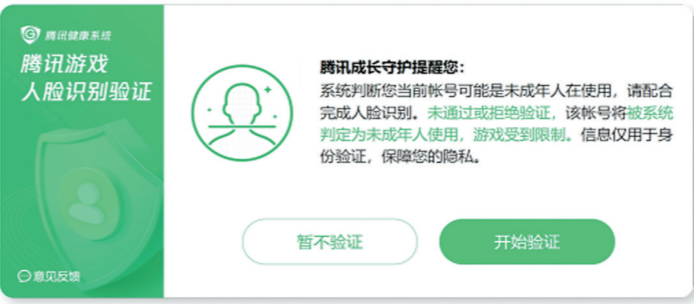 腾讯健康系统
腾讯游戏
人脸识别验证
意见反馈
腾讯成长守护提醒您：
系统判断您当前帐号可能是未成年人在使用，请配合
完成人脸识别。未通过或拒绝验证，该帐号将被系统
判定为未成年人使用，游戏受到限制。信息仅用于身
份验证，保障您的隐私。
暂不验证
开始验证